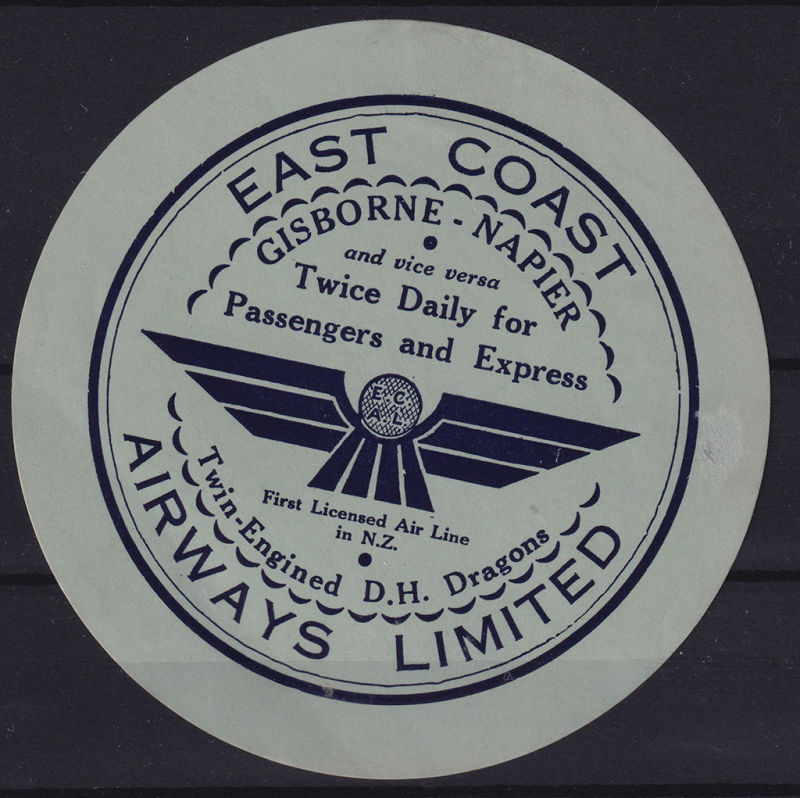 EAST COAST
GISBORNE - NAPIER
and vice versa
Twice Daily for
Passengers and Express
E.C.
A.L.
First Licensed Air Line
in N.Z.
Twin-Engined D.H. Dragons
AIRWAYS LIMITED